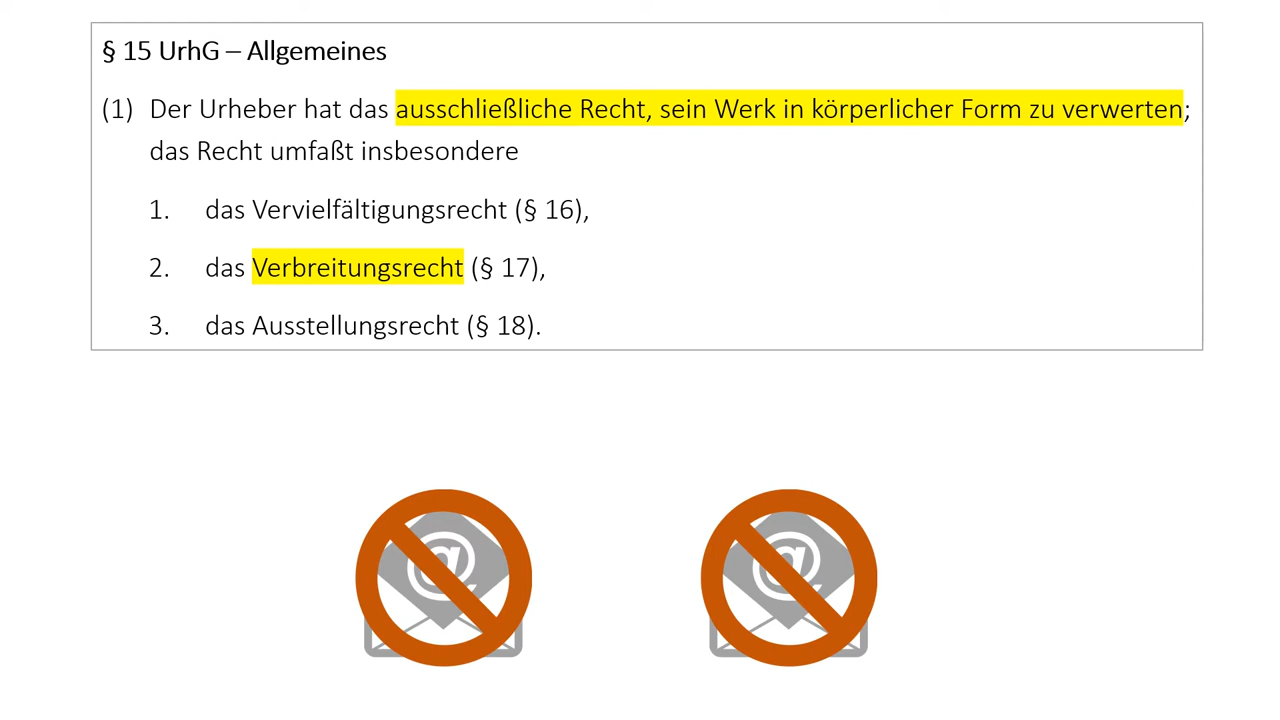 § 15 UrhG – Allgemeines
(1) Der Urheber hat das ausschließliche Recht, sein Werk in körperlicher Form zu verwerten;
das Recht umfaßt insbesondere
1. das Vervielfältigungsrecht (§ 16),
2. das Verbreitungsrecht (§ 17),
3. das Ausstellungsrecht (§ 18).
@ @